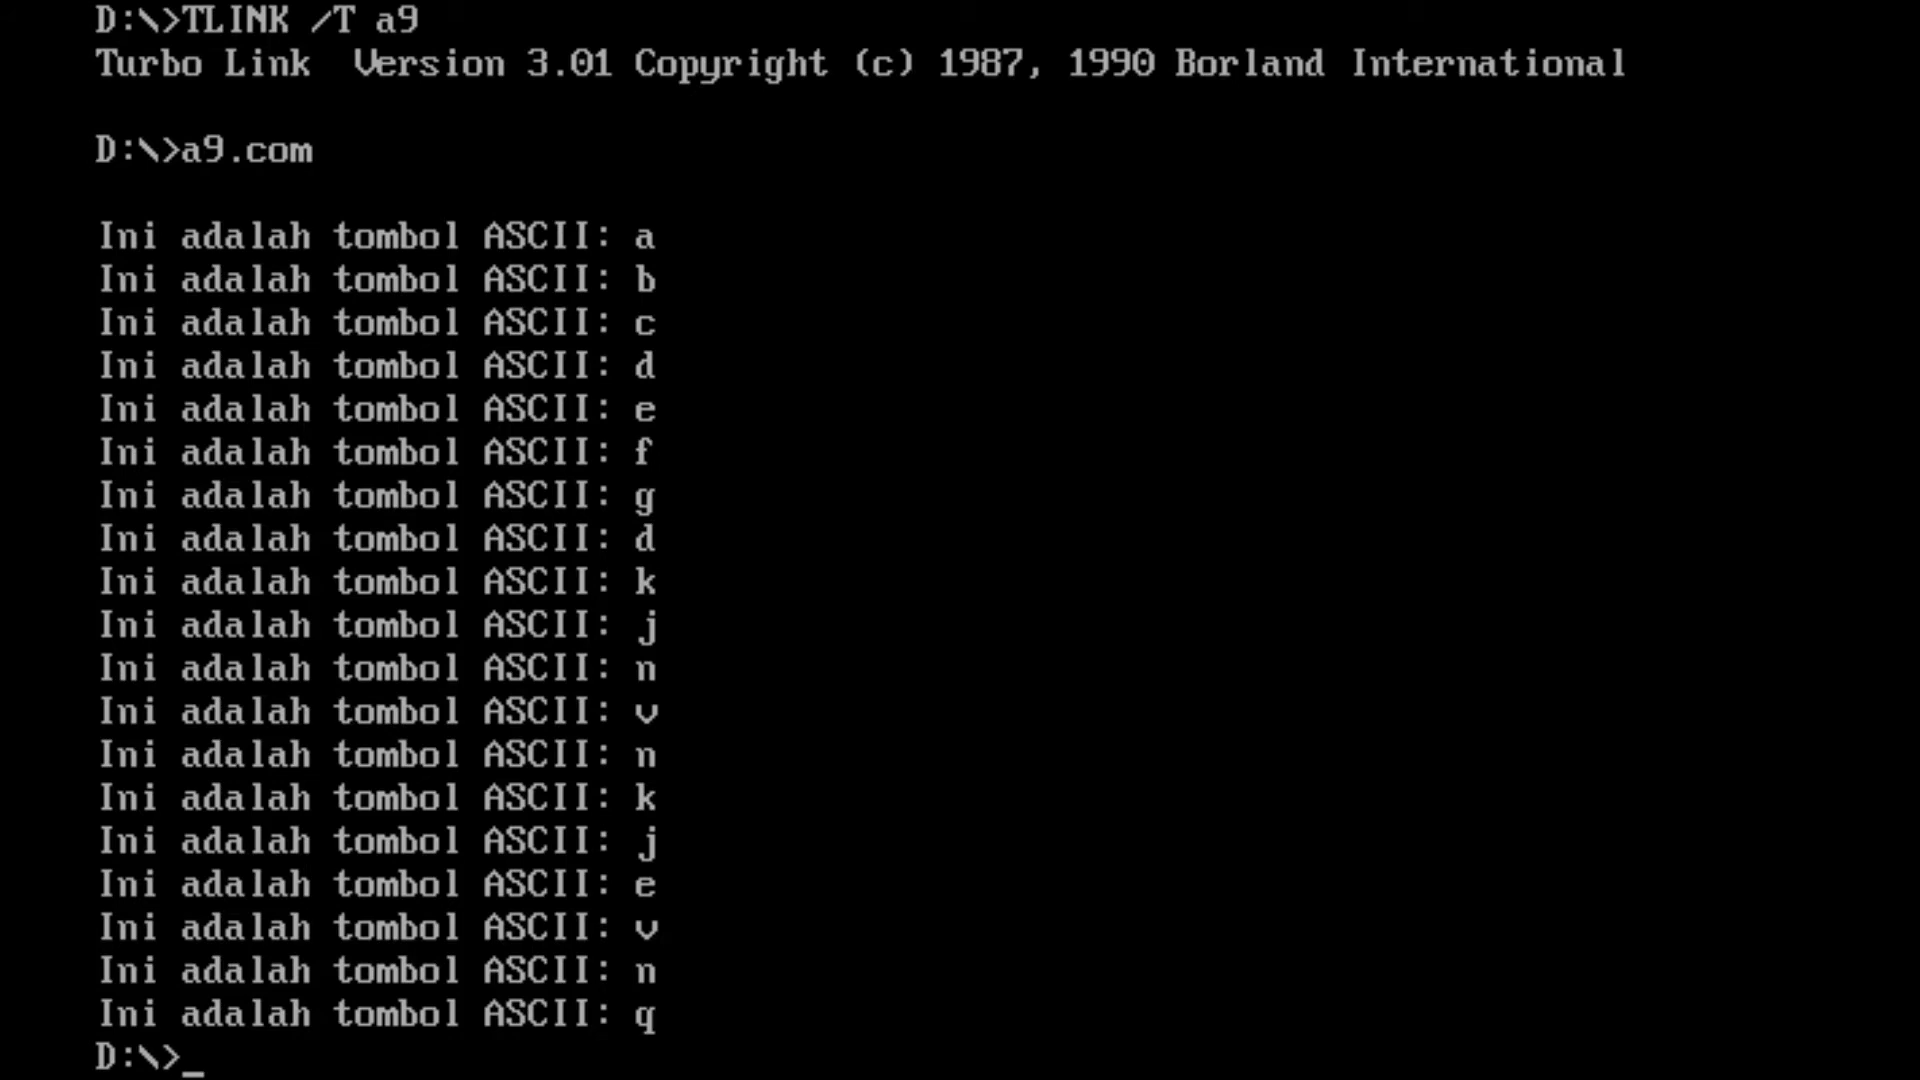 D:\>TLINK /T a9
Turbo Link  Version 3.01 Copyright (c) 1987, 1990 Borland International
D:\>a9.com
Ini adalah tombol ASCII: a
Ini adalah tombol ASCII: b
Ini adalah tombol ASCII: c
Ini adalah tombol ASCII: d
Ini adalah tombol ASCII: e
Ini adalah tombol ASCII: f
Ini adalah tombol ASCII: g
Ini adalah tombol ASCII: d
Ini adalah tombol ASCII: k
Ini adalah tombol ASCII: j
Ini adalah tombol ASCII: n
Ini adalah tombol ASCII: v
Ini adalah tombol ASCII: n
Ini adalah tombol ASCII: k
Ini adalah tombol ASCII: j
Ini adalah tombol ASCII: e
Ini adalah tombol ASCII: v
Ini adalah tombol ASCII: n
Ini adalah tombol ASCII: q
D:\>_